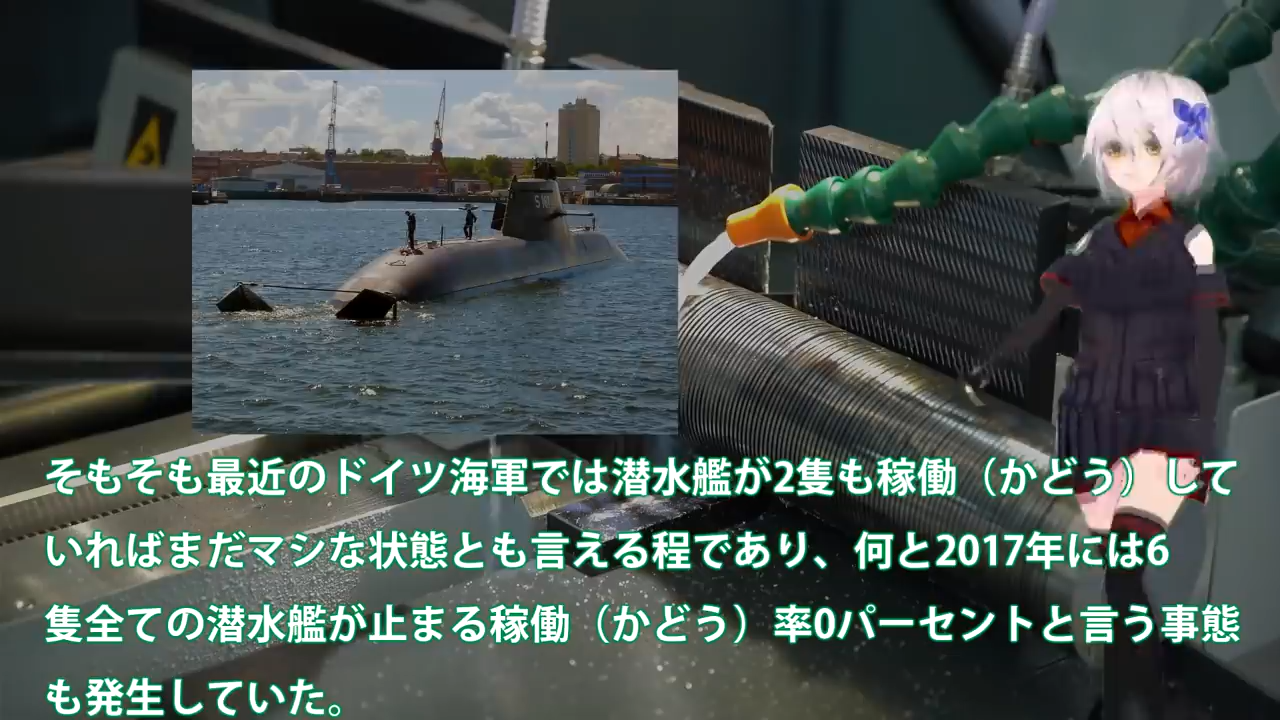 そもそも最近のドイツ海軍では潜水艦が2隻も稼働（かどう）して
いればまだマシな状態とも言える程であり、何と2017年には6
隻全ての潜水艦が止まる稼働（かどう）率0パーセントと言う事態
も発生していた。